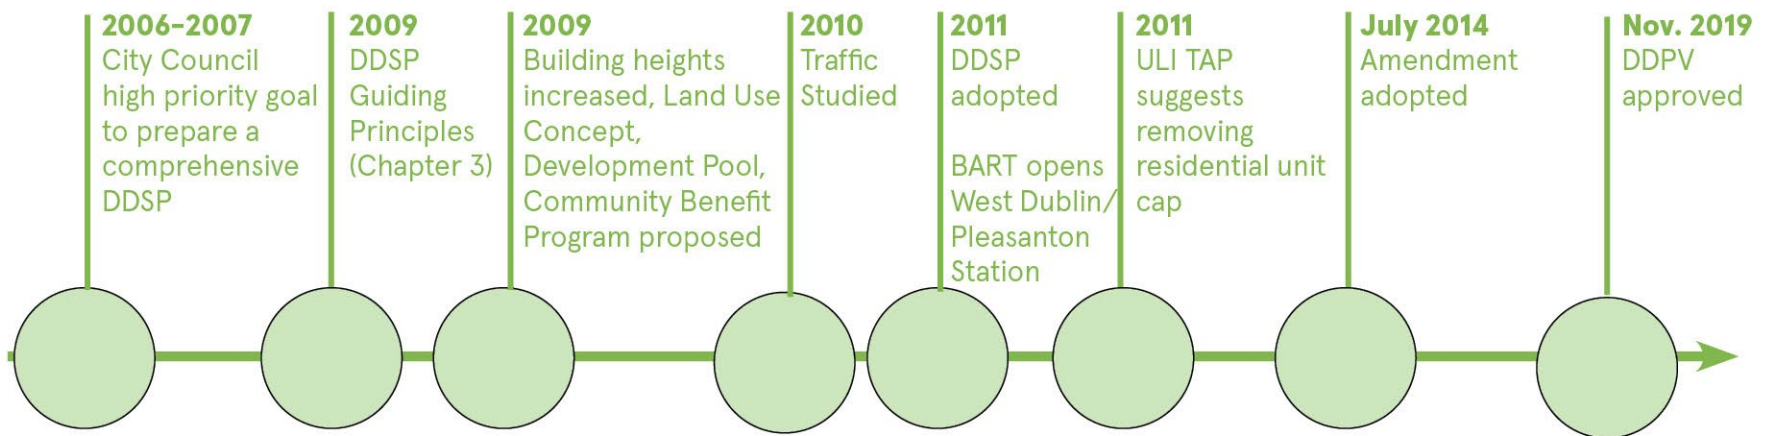 2006-2007
City Council
high priority goal
to prepare a
comprehensive
DDSP
2009
DDSP
Guiding
Principles
(Chapter 3)
2009
Building heights
increased, Land Use
Concept,
Development Pool,
Community Benefit
Program proposed
2010
Traffic
Studied
2011
DDSP
adopted
BART opens
West Dublin/
Pleasanton
Station
2011
ULI TAP
suggests
removing
residential unit
cap
July 2014
Amendment
adopted
Nov. 2019
DDPV
approved